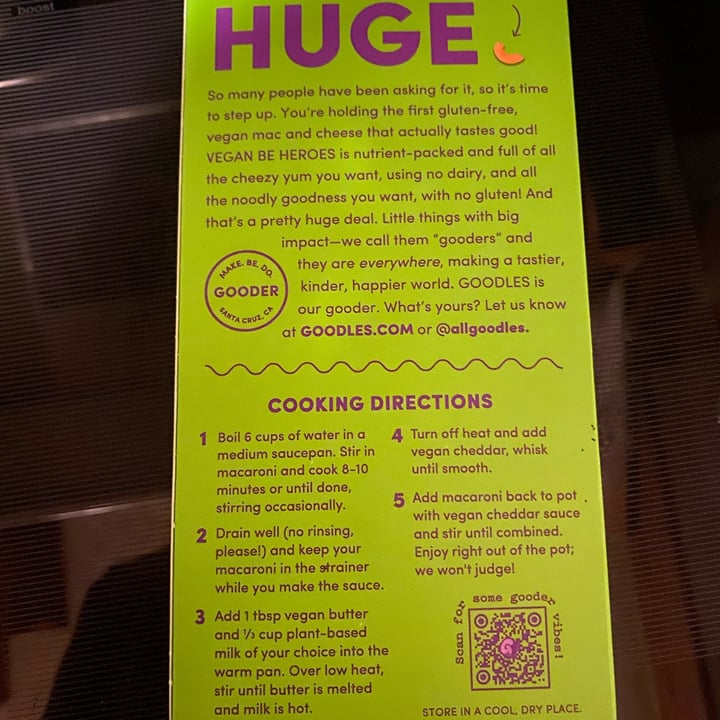 boost
HUGE
So many people have been asking for it, so it's time
to step up. You're holding the first gluten-free,
vegan mac and cheese that actually tastes good!
VEGAN BE HEROES is nutrient-packed and full of all
the cheezy yum you want, using no dairy, and all
the noodly goodness you want, with no gluten! And
that's a pretty huge deal. Little things with big
impact—we call them "gooders" and
they are everywhere, making a tastier,
kinder, happier world. GOODLES is
our gooder. What's yours? Let us know
at GOODLES.COM or @allgoodles.
MAKE. BE. DO.
GOODER
SANTA CRUZ, CA
COOKING DIRECTIONS
1 Boil 6 cups of water in a
medium saucepan. Stir in
macaroni and cook 8-10
minutes or until done,
stirring occasionally.
2 Drain well (no rinsing,
please!) and keep your
macaroni in the strainer
while you make the sauce.
3 Add 1 tbsp vegan butter
and ⅓ cup plant-based
milk of your choice into the
warm pan. Over low heat,
stir until butter is melted
and milk is hot.
4 Turn off heat and add
vegan cheddar, whisk
until smooth.
5 Add macaroni back to pot
with vegan cheddar sauce
and stir until combined.
Enjoy right out of the pot;
we won't judge!
Scan for some gooder vibes!
STORE IN A COOL, DRY PLACE.